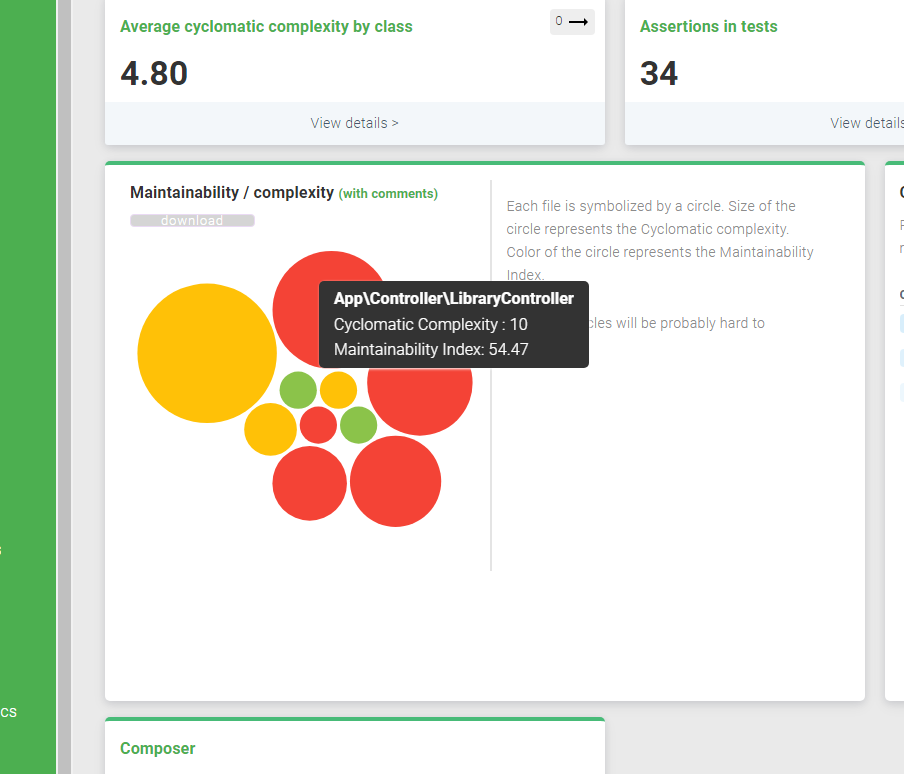 Average cyclomatic complexity by class
0
4.80
View details >
Assertions in tests
34
View details
Maintainability / complexity (with comments)
download
Each file is symbolized by a circle. Size of the
circle represents the Cyclomatic complexity.
Color of the circle represents the Maintainability
Index.
App\Controller\LibraryController
Cyclomatic Complexity : 10
Maintainability Index: 54.47
cles will be probably hard to
s
cs
Composer